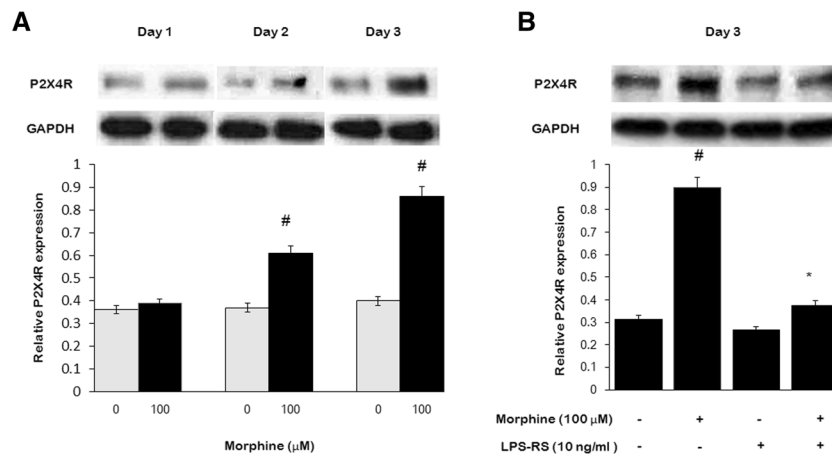 A
Day 1 Day 2 Day 3
P2X4R
GAPDH
Relative P2X4R expression
1
0.9
0.8
0.7
0.6
0.5
0.4
0.3
0.2
0.1
0
#
#
0 100 0 100 0 100
Morphine (μM)
B
Day 3
P2X4R
GAPDH
Relative P2X4R expression
1
0.9
0.8
0.7
0.6
0.5
0.4
0.3
0.2
0.1
0
#
*
Morphine (100 μM) - + - +
LPS-RS (10 ng/ml ) - - + +